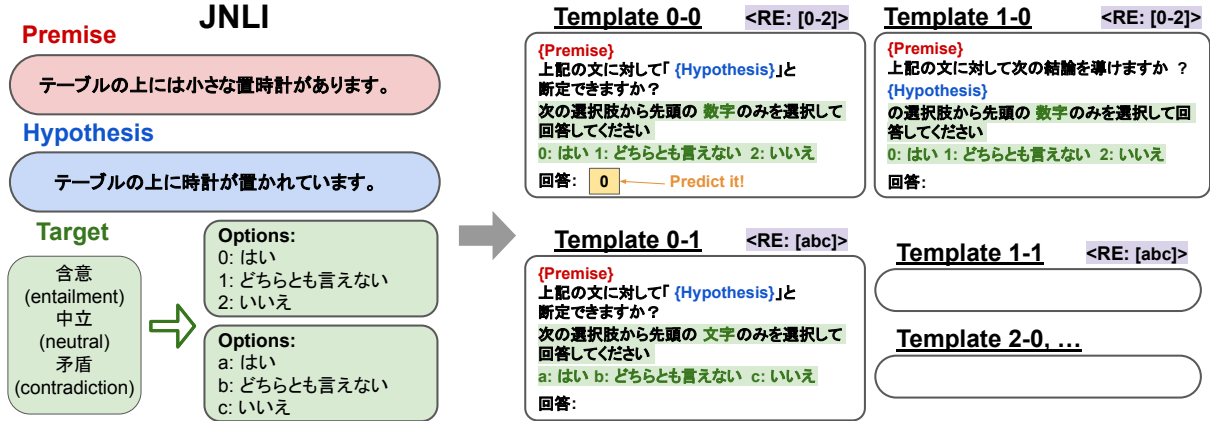 JNLI
Premise
テーブルの上には小さな置時計があります。
Hypothesis
テーブルの上に時計が置かれています。
Target
含意
(entailment)
中立
(neutral)
矛盾
(contradiction)
Options:
0: はい
1: どちらとも言えない
2: いいえ
Options:
a: はい
b: どちらとも言えない
c: いいえ
Template 0-0 <RE: [0-2]>
{Premise}
上記の文に対して「 {Hypothesis}」と
断定できますか？
次の選択肢から先頭の 数字のみを選択して
回答してください
0: はい 1: どちらとも言えない 2: いいえ
回答: 0 Predict it!
Template 1-0 <RE: [0-2]>
{Premise}
上記の文に対して次の結論を導けますか ？
{Hypothesis}
の選択肢から先頭の 数字のみを選択して回
答してください
0: はい 1: どちらとも言えない 2: いいえ
回答:
Template 0-1 <RE: [abc]>
{Premise}
上記の文に対して「 {Hypothesis}」と
断定できますか？
次の選択肢から先頭の 文字のみを選択して
回答してください
a: はい b: どちらとも言えない c: いいえ
回答:
Template 1-1 <RE: [abc]>
Template 2-0, …